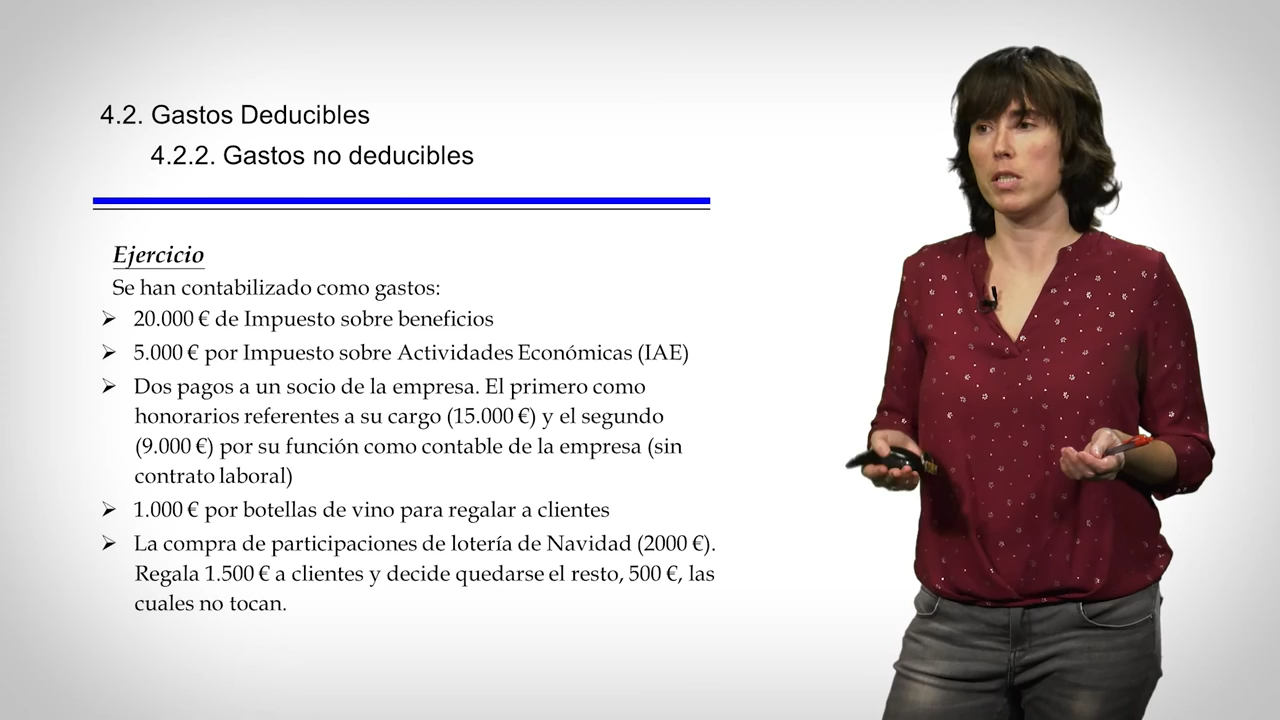 4.2. Gastos Deducibles
4.2.2. Gastos no deducibles
Ejercicio
Se han contabilizado como gastos:
➢ 20.000 € de Impuesto sobre beneficios
➢ 5.000 € por Impuesto sobre Actividades Económicas (IAE)
➢ Dos pagos a un socio de la empresa. El primero como
honorarios referentes a su cargo (15.000 €) y el segundo
(9.000 €) por su función como contable de la empresa (sin
contrato laboral)
➢ 1.000 € por botellas de vino para regalar a clientes
➢ La compra de participaciones de lotería de Navidad (2000 €).
Regala 1.500 € a clientes y decide quedarse el resto, 500 €, las
cuales no tocan.